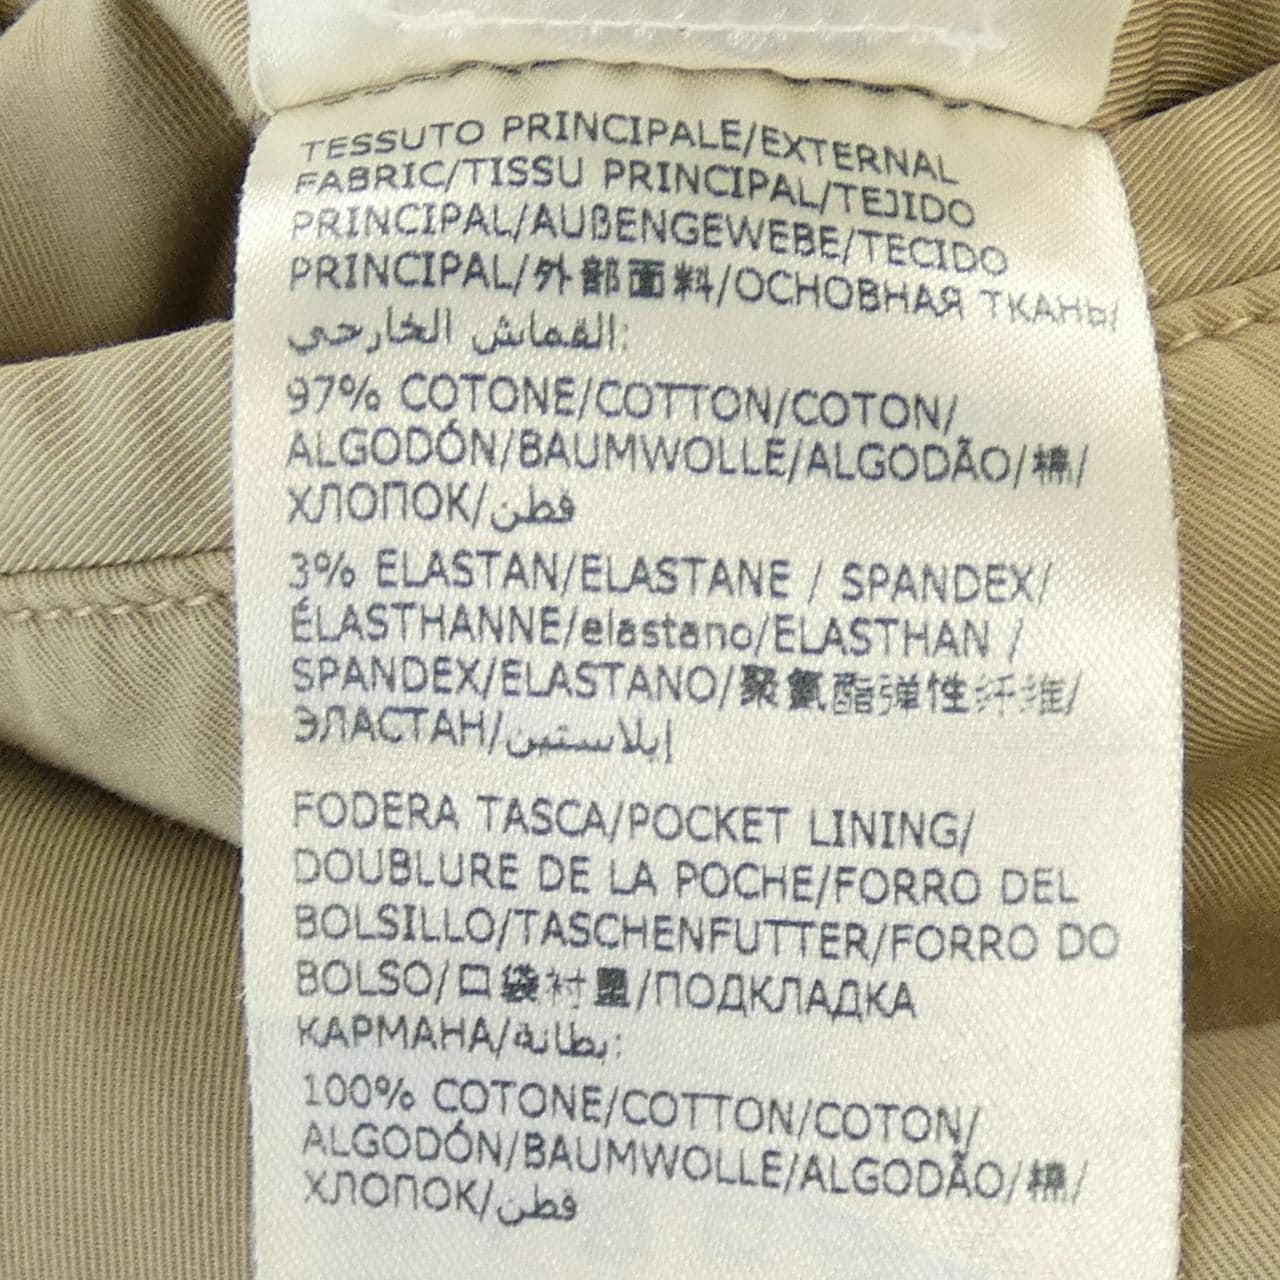 TESSUTO PRINCIPALE/EXTERNAL
FABRIC/TISSU PRINCIPAL/TEJIDO
PRINCIPAL/AUßENGEWEBE/TECIDO
PRINCIPAL/外部面料/ОСНОВНАЯ ТКАНЬ/
القماش الخارجي:
97% COTONE/COTTON/COTON/
ALGODÓN/BAUMWOLLE/ALGODÃO/棉/
ХЛОПОК/قطن
3% ELASTAN/ELASTANE / SPANDEX/
ÉLASTHANNE/elastano/ELASTHAN /
SPANDEX/ELASTANO/聚氨酯弹性纤维/
ЭЛАСТАН/إيلاستين
FODERA TASCA/POCKET LINING/
DOUBLURE DE LA POCHE/FORRO DEL
BOLSILLO/TASCHENFUTTER/FORRO DO
BOLSO/口袋衬里/ПОДКЛАДКА
КАРМАНА/بطانة:
100% COTONE/COTTON/COTON/
ALGODÓN/BAUMWOLLE/ALGODÃO/棉/
ХЛОПОК/قطن